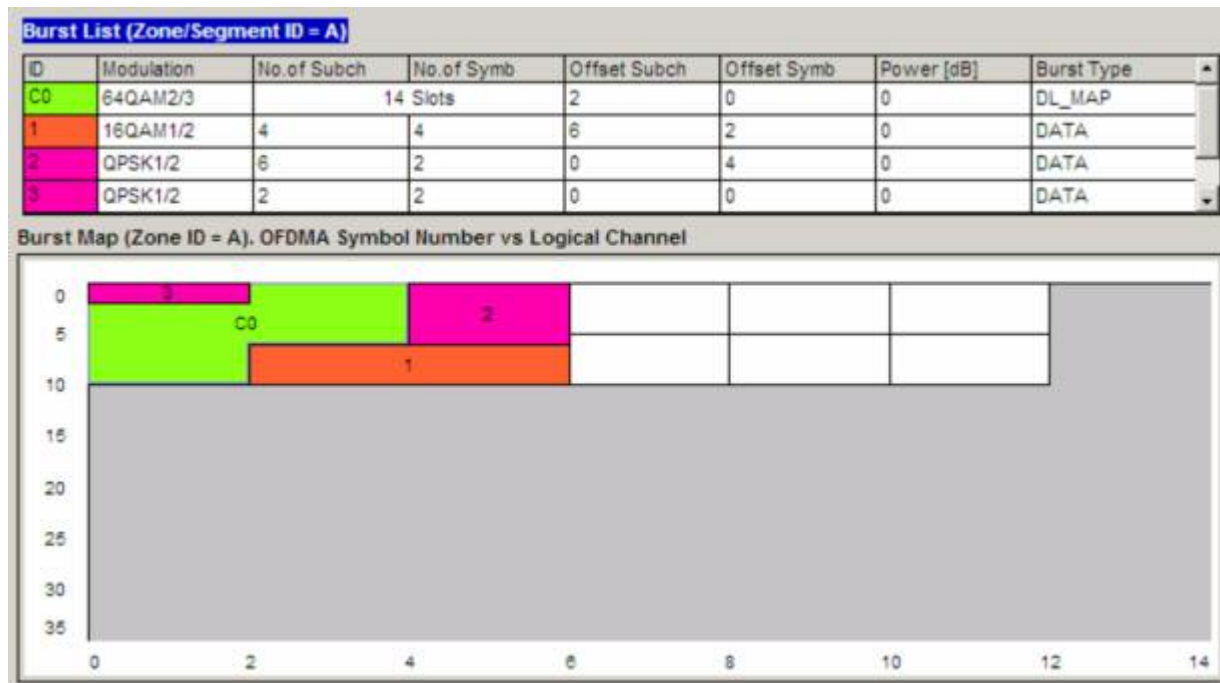 Burst List (Zone/Segment ID = A)
ID Modulation No.of Subch No.of Symb Offset Subch Offset Symb Power [dB] Burst Type
C0 64QAM2/3 14 Slots 2 0 0 DL_MAP
1 16QAM1/2 4 4 6 2 0 DATA
2 QPSK1/2 6 2 0 4 0 DATA
3 QPSK1/2 2 2 0 0 0 DATA
Burst Map (Zone ID = A). OFDMA Symbol Number vs Logical Channel
0
3
2
C0
5
1
10
15
20
25
30
35
0 2 4 6 8 10 12 14